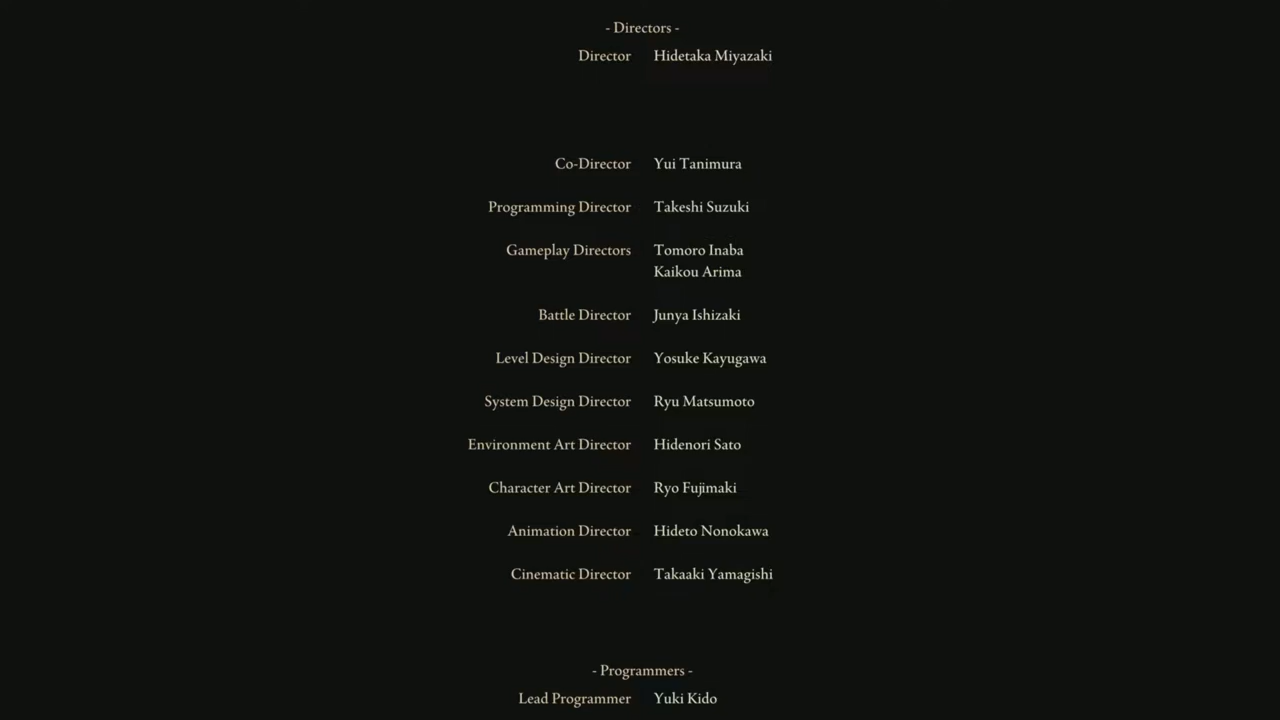 - Directors -
Director Hidetaka Miyazaki
Co-Director Yui Tanimura
Programming Director Takeshi Suzuki
Gameplay Directors Tomoro Inaba
Kaikou Arima
Battle Director Junya Ishizaki
Level Design Director Yosuke Kayugawa
System Design Director Ryu Matsumoto
Environment Art Director Hidenori Sato
Character Art Director Ryo Fujimaki
Animation Director Hideto Nonokawa
Cinematic Director Takaaki Yamagishi
- Programmers -
Lead Programmer Yuki Kido